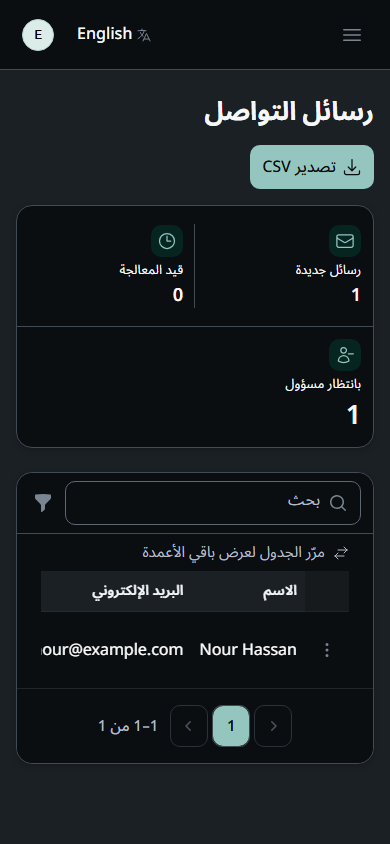 E
English
رسائل التواصل
تصدير CSV
رسائل جديدة
1
قيد المعالجة
0
بانتظار مسؤول
1
بحث
مرّر الجدول لعرض باقي الأعمدة
الاسم
البريد الإلكتروني
Nour Hassan
our@example.com
1
1–1 من 1